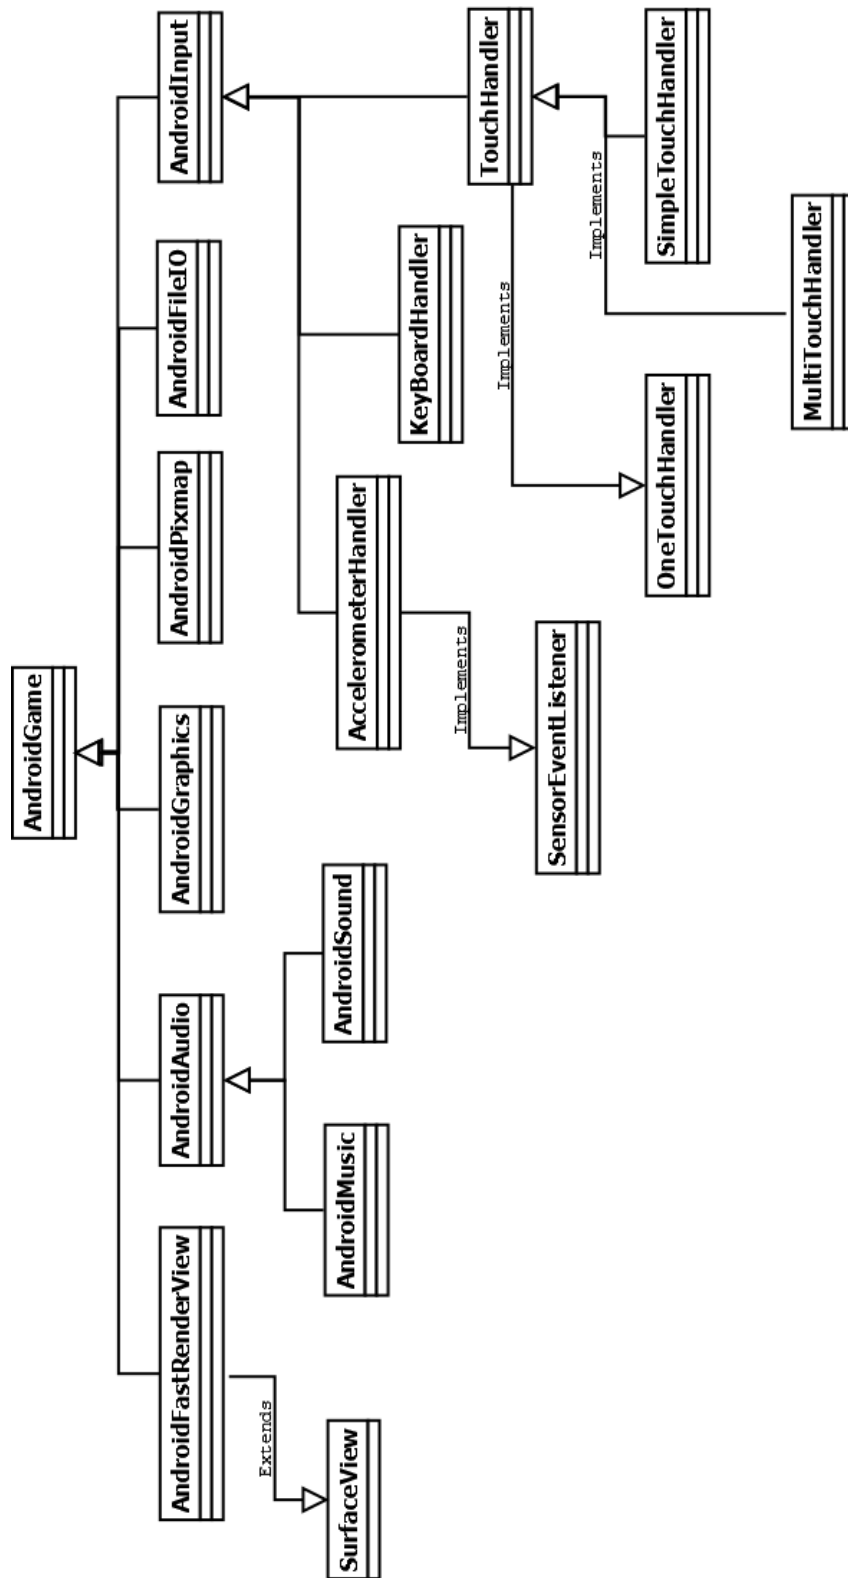 AndroidGame
AndroidFastRenderView
AndroidAudio
AndroidGraphics
AndroidPixmap
AndroidFileIO
AndroidInput
Extends
SurfaceView
AndroidMusic
AndroidSound
AccelerometerHandler
KeyBoardHandler
TouchHandler
Implements
SensorEventListener
Implements
OneTouchHandler
Implements
SimpleTouchHandler
MultiTouchHandler